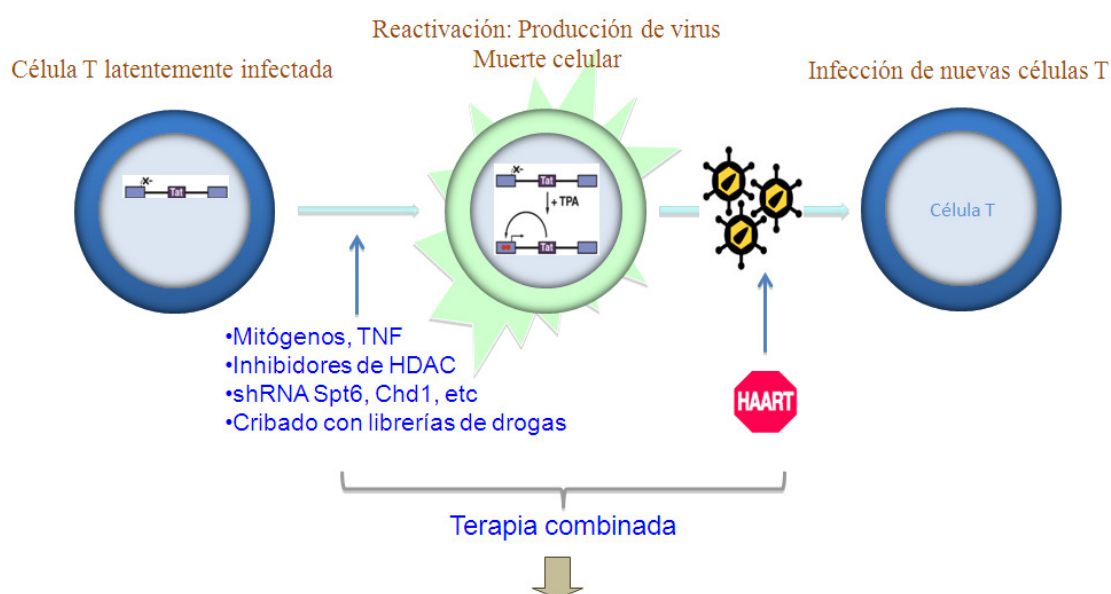 Reactivación: Producción de virus
Muerte celular
Célula T latentemente infectada
Infección de nuevas células T
X-
Tat
Tat
+ TPA
Tat
Célula T
•Mitógenos, TNF
•Inhibidores de HDAC
•shRNA Spt6, Chd1, etc
•Cribado con librerías de drogas
HAART
Terapia combinada